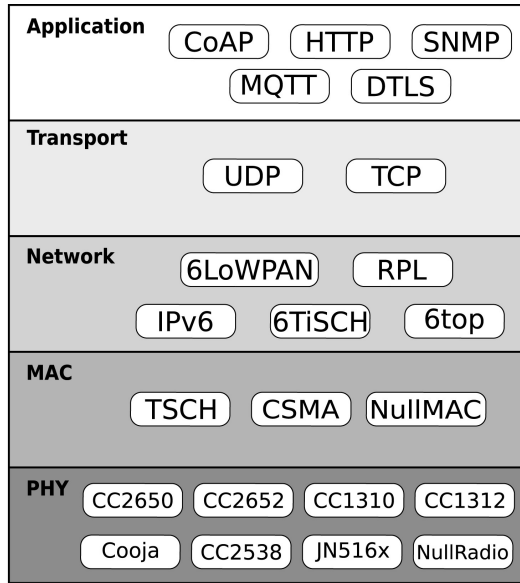 Application
CoAP HTTP SNMP
MQTT DTLS
Transport
UDP TCP
Network
6LoWPAN RPL
IPv6 6TiSCH 6top
MAC
TSCH CSMA NullMAC
PHY
CC2650 CC2652 CC1310 CC1312
Cooja CC2538 JN516x NullRadio